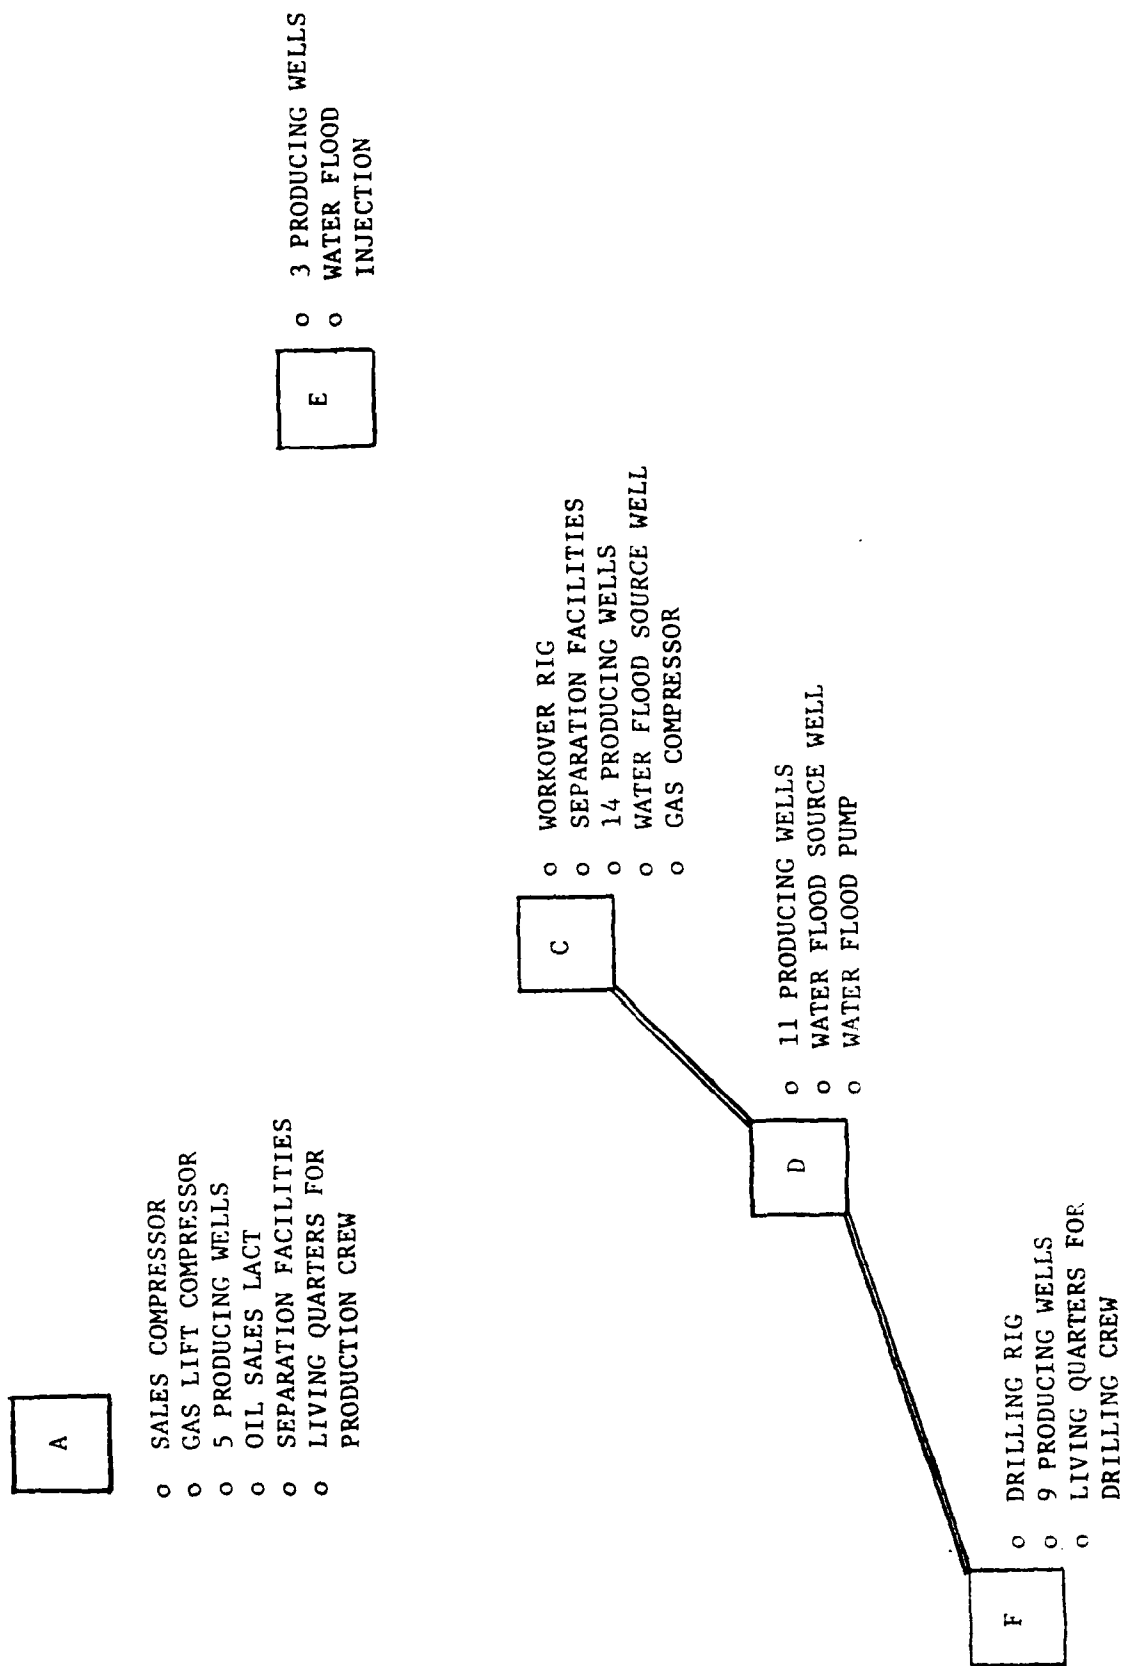 A
o SALES COMPRESSOR
o GAS LIFT COMPRESSOR
o 5 PRODUCING WELLS
o OIL SALES LACT
o SEPARATION FACILITIES
o LIVING QUARTERS FOR
PRODUCTION CREW
E
o 3 PRODUCING WELLS
o WATER FLOOD
INJECTION
C
o WORKOVER RIG
o SEPARATION FACILITIES
o 14 PRODUCING WELLS
o WATER FLOOD SOURCE WELL
o GAS COMPRESSOR
D
o 11 PRODUCING WELLS
o WATER FLOOD SOURCE WELL
o WATER FLOOD PUMP
F
o DRILLING RIG
o 9 PRODUCING WELLS
o LIVING QUARTERS FOR
DRILLING CREW